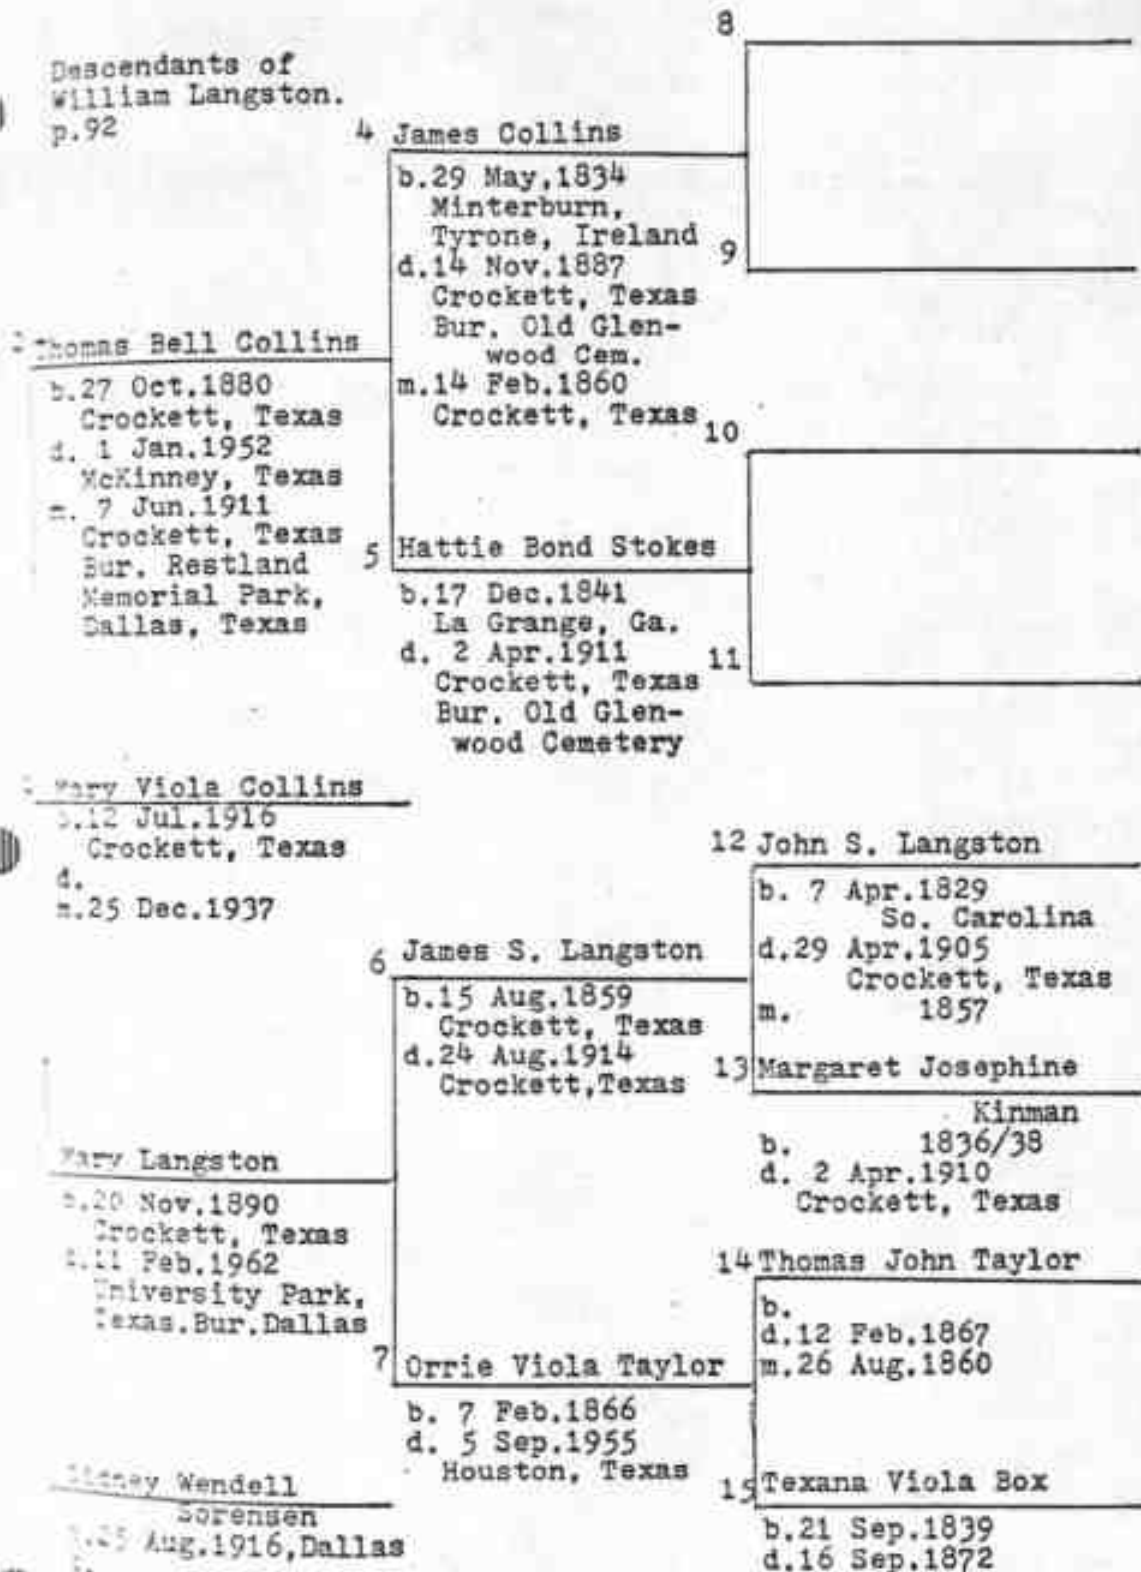 Descendants of
William Langston.
p.92
8
4 James Collins
b.29 May,1834
Minterburn,
Tyrone, Ireland
9
d.14 Nov.1887
Crockett, Texas
Bur. Old Glen-
wood Cem.
m.14 Feb.1860
Crockett, Texas
10
Thomas Bell Collins
b.27 Oct.1880
Crockett, Texas
d. 1 Jan.1952
McKinney, Texas
m. 7 Jun.1911
Crockett, Texas
Bur. Restland
Memorial Park,
Dallas, Texas
5 Hattie Bond Stokes
b.17 Dec.1841
La Grange, Ga.
d. 2 Apr.1911
Crockett, Texas
Bur. Old Glen-
wood Cemetery
11
Mary Viola Collins
b.12 Jul.1916
Crockett, Texas
d.
m.25 Dec.1937
12 John S. Langston
b. 7 Apr.1829
So. Carolina
d.29 Apr.1905
Crockett, Texas
m. 1857
6 James S. Langston
b.15 Aug.1859
Crockett, Texas
d.24 Aug.1914
Crockett,Texas
13 Margaret Josephine
Kinman
b. 1836/38
d. 2 Apr.1910
Crockett, Texas
Mary Langston
b.20 Nov.1890
Crockett, Texas
d.11 Feb.1962
University Park,
Texas.Bur.Dallas
14 Thomas John Taylor
b.
d.12 Feb.1867
m.26 Aug.1860
7 Orrie Viola Taylor
b. 7 Feb.1866
d. 5 Sep.1955
Houston, Texas
15 Texana Viola Box
b.21 Sep.1839
d.16 Sep.1872
Sidney Wendell
Sorensen
Aug.1916,Dallas